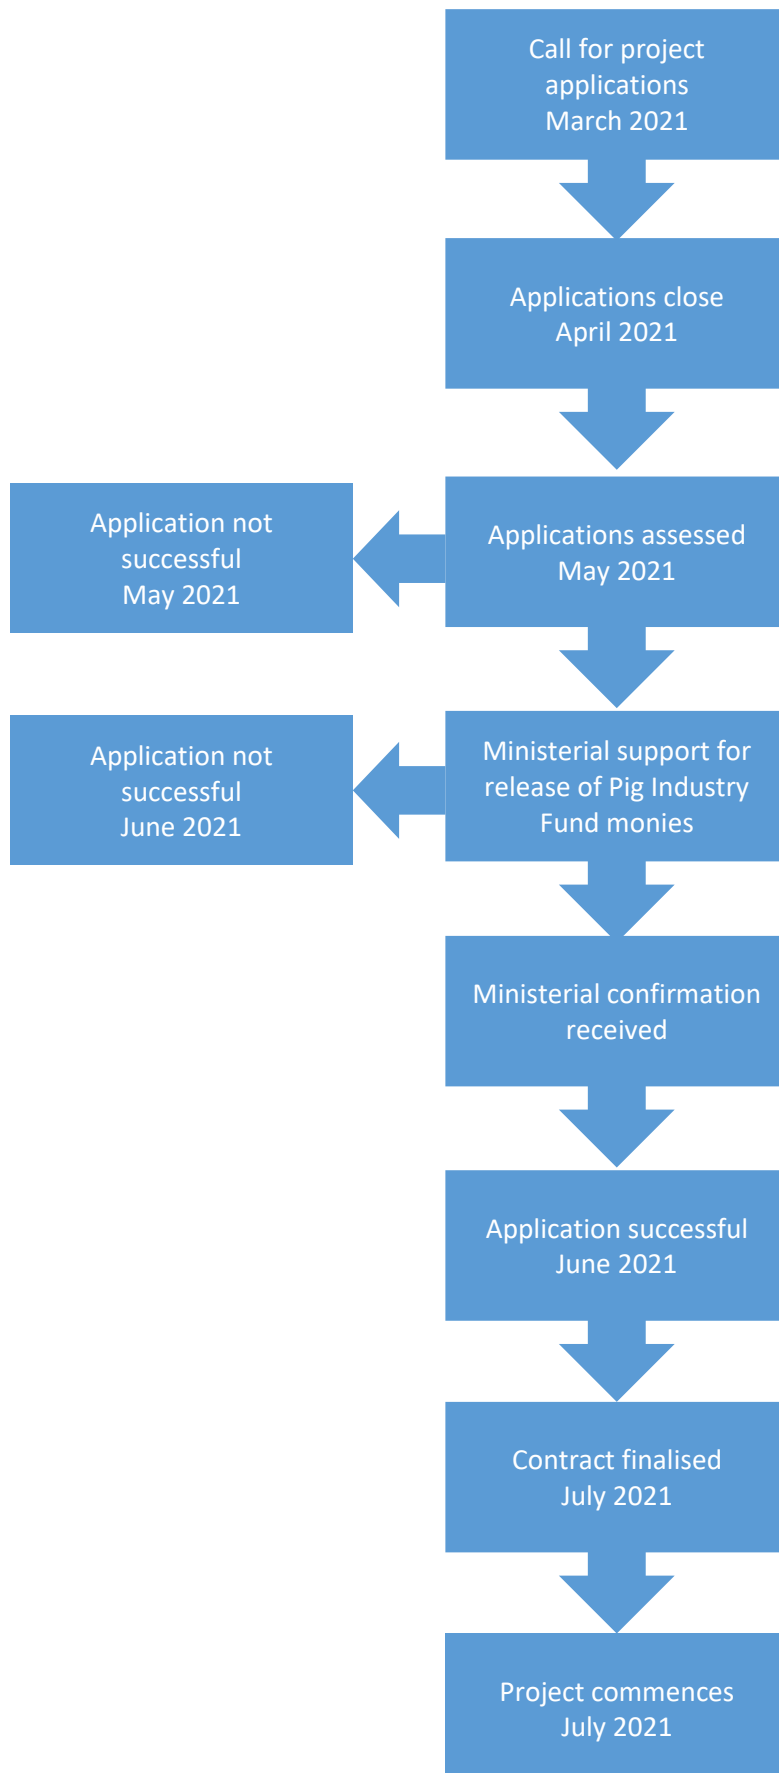 Call for project
applications
March 2021
Applications close
April 2021
Application not
successful
May 2021
Applications assessed
May 2021
Application not
successful
June 2021
Ministerial support for
release of Pig Industry
Fund monies
Ministerial confirmation
received
Application successful
June 2021
Contract finalised
July 2021
Project commences
July 2021